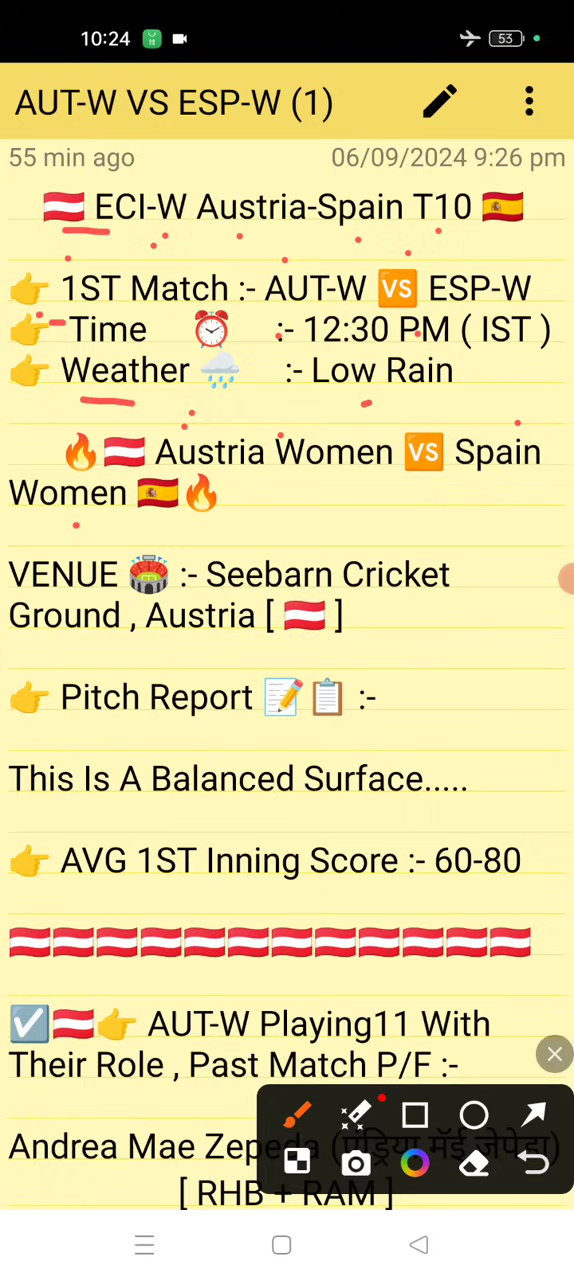 10:24 53
AUT-W VS ESP-W (1)
55 min ago 06/09/2024 9:26 pm
🇦🇹 ECI-W Austria-Spain T10 🇪🇸
👉 1ST Match :- AUT-W 🆚 ESP-W
👉 Time ⏰ :- 12:30 PM ( IST )
👉 Weather 🌧️ :- Low Rain
🔥🇦🇹 Austria Women 🆚 Spain
Women 🇪🇸🔥
VENUE 🏟️ :- Seebarn Cricket
Ground , Austria [ 🇦🇹 ]
👉 Pitch Report 📝📋 :-
This Is A Balanced Surface.....
👉 AVG 1ST Inning Score :- 60-80
🇦🇹🇦🇹🇦🇹🇦🇹🇦🇹🇦🇹🇦🇹🇦🇹🇦🇹🇦🇹🇦🇹🇦🇹
☑️🇦🇹👉 AUT-W Playing11 With
Their Role , Past Match P/F :-
Andrea Mae Zepeda
[ RHB + RAM ]